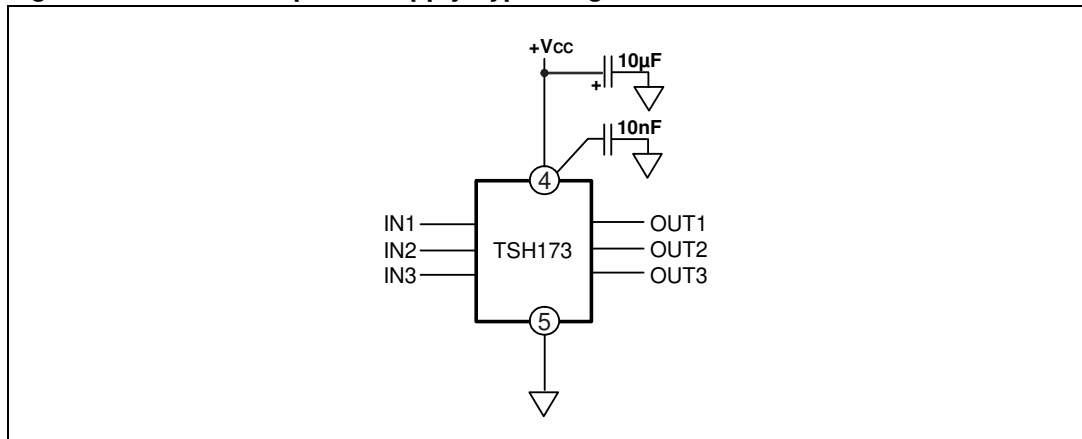 +VCC
10µF
+
10nF
4
IN1
OUT1
IN2
TSH173
OUT2
IN3
OUT3
5